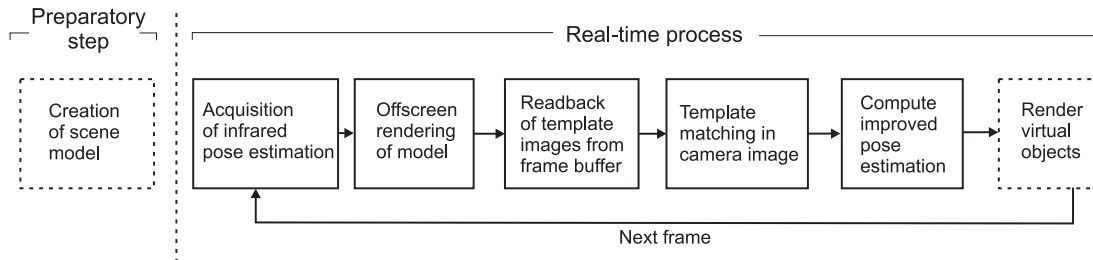 Preparatory
step
Real-time process
Creation
of scene
model
Acquisition
of infrared
pose estimation
Offscreen
rendering
of model
Readback
of template
images from
frame buffer
Template
matching in
camera image
Compute
improved
pose
estimation
Render
virtual
objects
Next frame